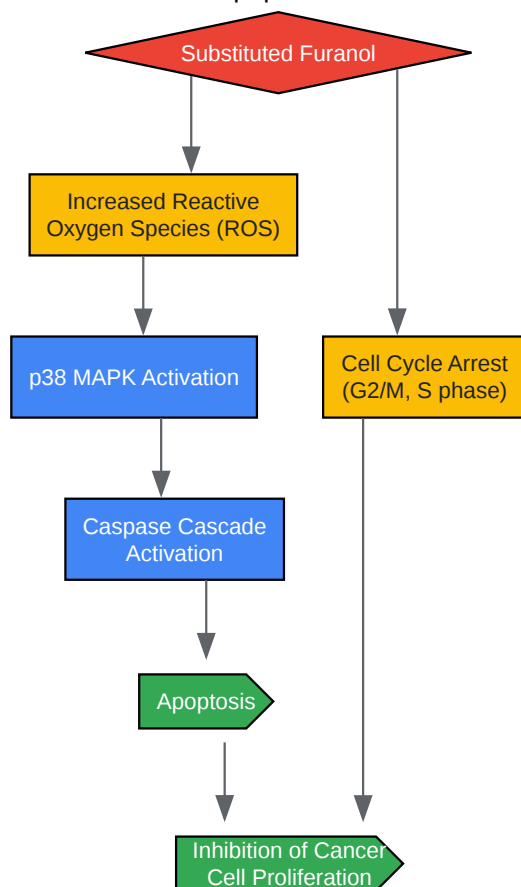 Substituted Furanol
Increased Reactive
Oxygen Species (ROS)
p38 MAPK Activation
Cell Cycle Arrest
(G2/M, S phase)
Caspase Cascade
Activation
Apoptosis
Inhibition of Cancer
Cell Proliferation